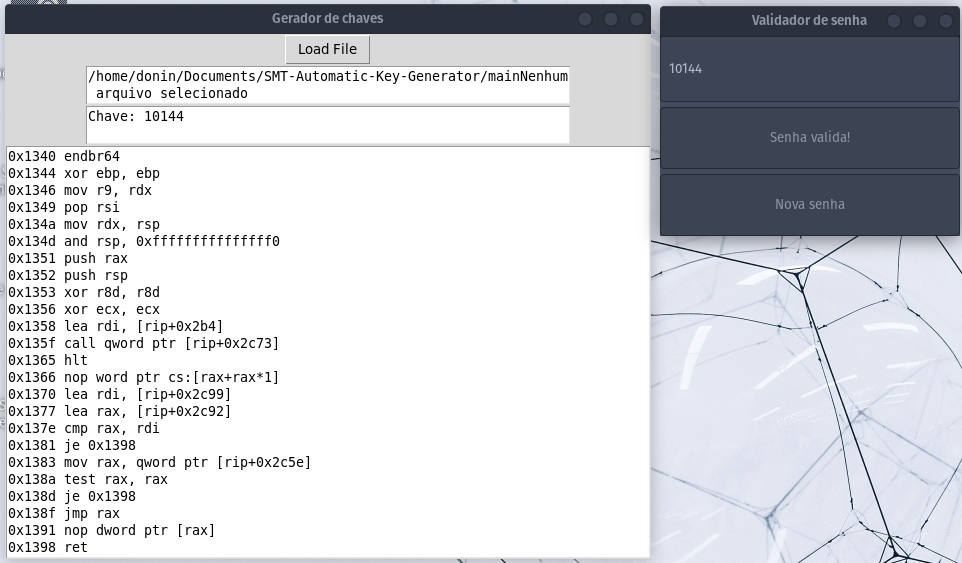 Gerador de chaves
Load File
/home/donin/Documents/SMT-Automatic-Key-Generator/mainNenhum
arquivo selecionado
Chave: 10144
0x1340 endbr64
0x1344 xor ebp, ebp
0x1346 mov r9, rdx
0x1349 pop rsi
0x134a mov rdx, rsp
0x134d and rsp, 0xfffffffffffffff0
0x1351 push rax
0x1352 push rsp
0x1353 xor r8d, r8d
0x1356 xor ecx, ecx
0x1358 lea rdi, [rip+0x2b4]
0x135f call qword ptr [rip+0x2c73]
0x1365 hlt
0x1366 nop word ptr cs:[rax+rax*1]
0x1370 lea rdi, [rip+0x2c99]
0x1377 lea rax, [rip+0x2c92]
0x137e cmp rax, rdi
0x1381 je 0x1398
0x1383 mov rax, qword ptr [rip+0x2c5e]
0x138a test rax, rax
0x138d je 0x1398
0x138f jmp rax
0x1391 nop dword ptr [rax]
0x1398 ret
Validador de senha
10144
Senha valida!
Nova senha